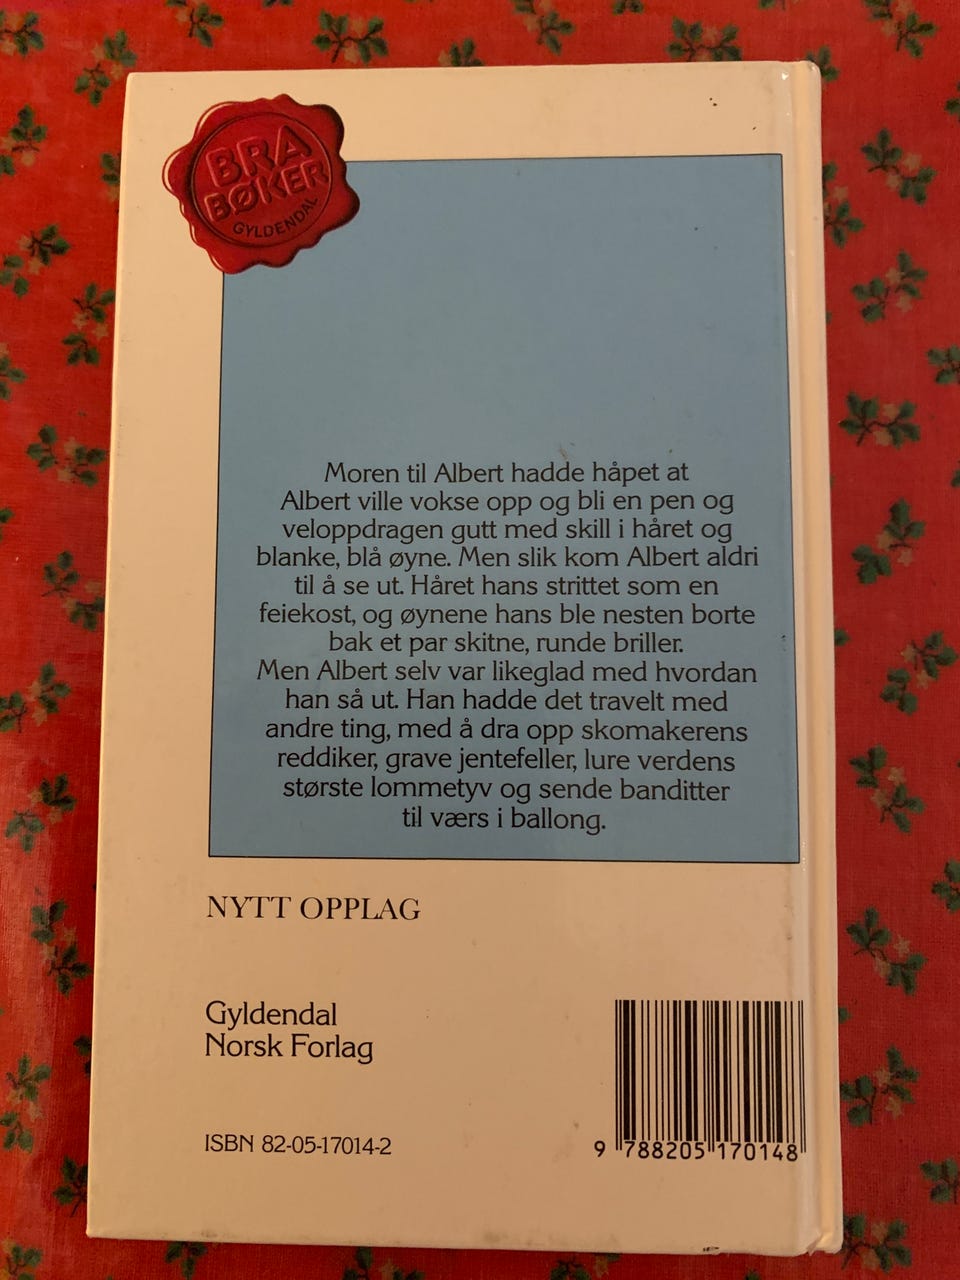 BRA
BØKER
GYLDENDAL
Moren til Albert hadde håpet at
Albert ville vokse opp og bli en pen og
veloppdragen gutt med skill i håret og
blanke, blå øyne. Men slik kom Albert aldri
til å se ut. Håret hans strittet som en
feiekost, og øynene hans ble nesten borte
bak et par skitne, runde briller.
Men Albert selv var likeglad med hvordan
han så ut. Han hadde det travelt med
andre ting, med å dra opp skomakerens
reddiker, grave jentefeller, lure verdens
største lommetyv og sende banditter
til værs i ballong.
NYTT OPPLAG
Gyldendal
Norsk Forlag
ISBN 82-05-17014-2
9 788205 170148